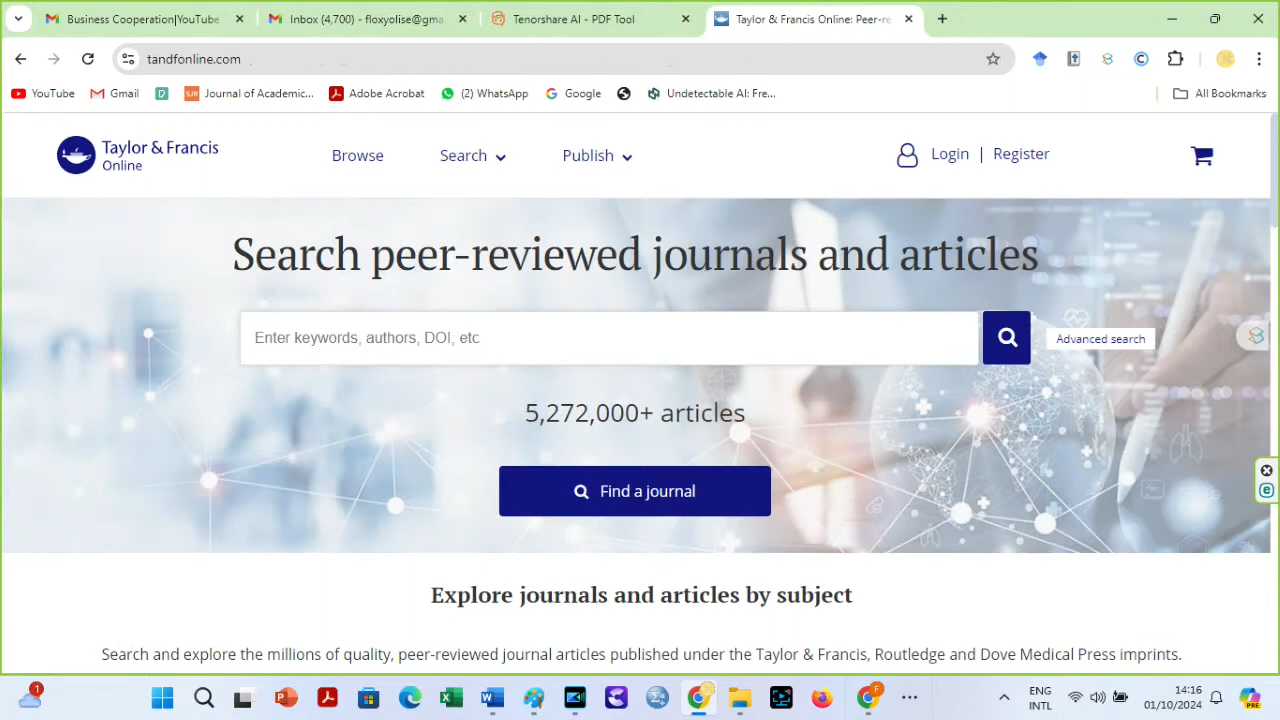 Business Cooperation|YouTube
Inbox (4,700) - floxyolise@gma
Tenorshare AI - PDF Tool
Taylor & Francis Online: Peer-re
tandfonline.com
YouTube
Gmail
D
SJR
Journal of Academic...
Adobe Acrobat
(2) WhatsApp
Google
Undetectable AI: Fre...
All Bookmarks
Taylor & Francis
Online
Browse
Search
Publish
Login | Register
Search peer-reviewed journals and articles
Enter keywords, authors, DOI, etc
Advanced search
5,272,000+ articles
Find a journal
Explore journals and articles by subject
Search and explore the millions of quality, peer-reviewed journal articles published under the Taylor & Francis, Routledge and Dove Medical Press imprints.
1
F
ENG
INTL
14:16
01/10/2024
PRE